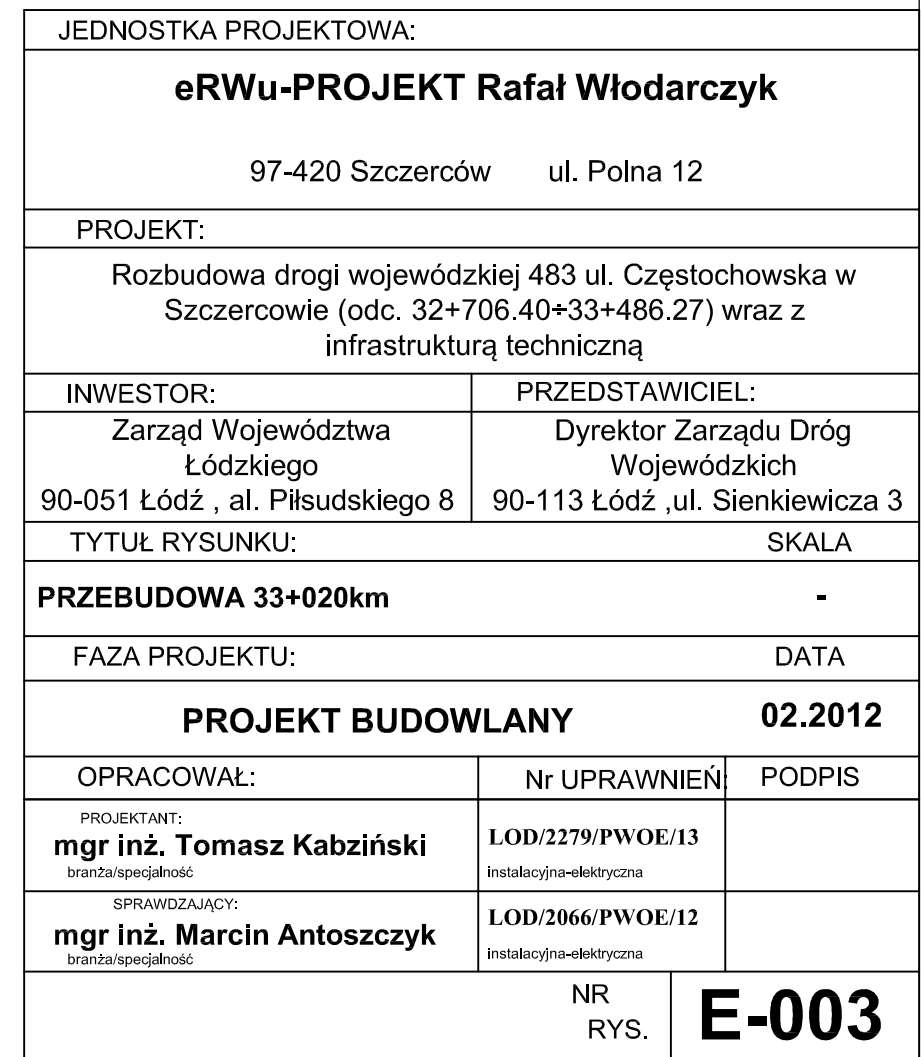 JEDNOSTKA PROJEKTOWA:
eRWu-PROJEKT Rafał Włodarczyk
97-420 Szczerców ul. Polna 12
PROJEKT:
Rozbudowa drogi wojewódzkiej 483 ul. Częstochowska w
Szczercowie (odc. 32+706.40÷33+486.27) wraz z
infrastrukturą techniczną
INWESTOR:
Zarząd Województwa
Łódzkiego
90-051 Łódź , al. Piłsudskiego 8
PRZEDSTAWICIEL:
Dyrektor Zarządu Dróg
Wojewódzkich
90-113 Łódź ,ul. Sienkiewicza 3
TYTUŁ RYSUNKU: SKALA
PRZEBUDOWA 33+020km -
FAZA PROJEKTU: DATA
PROJEKT BUDOWLANY 02.2012
OPRACOWAŁ: Nr UPRAWNIEŃ: PODPIS
PROJEKTANT:
mgr inż. Tomasz Kabziński LOD/2279/PWOE/13
branża/specjalność instalacyjna-elektryczna
SPRAWDZAJĄCY:
mgr inż. Marcin Antoszczyk LOD/2066/PWOE/12
branża/specjalność instalacyjna-elektryczna
NR
RYS. E-003